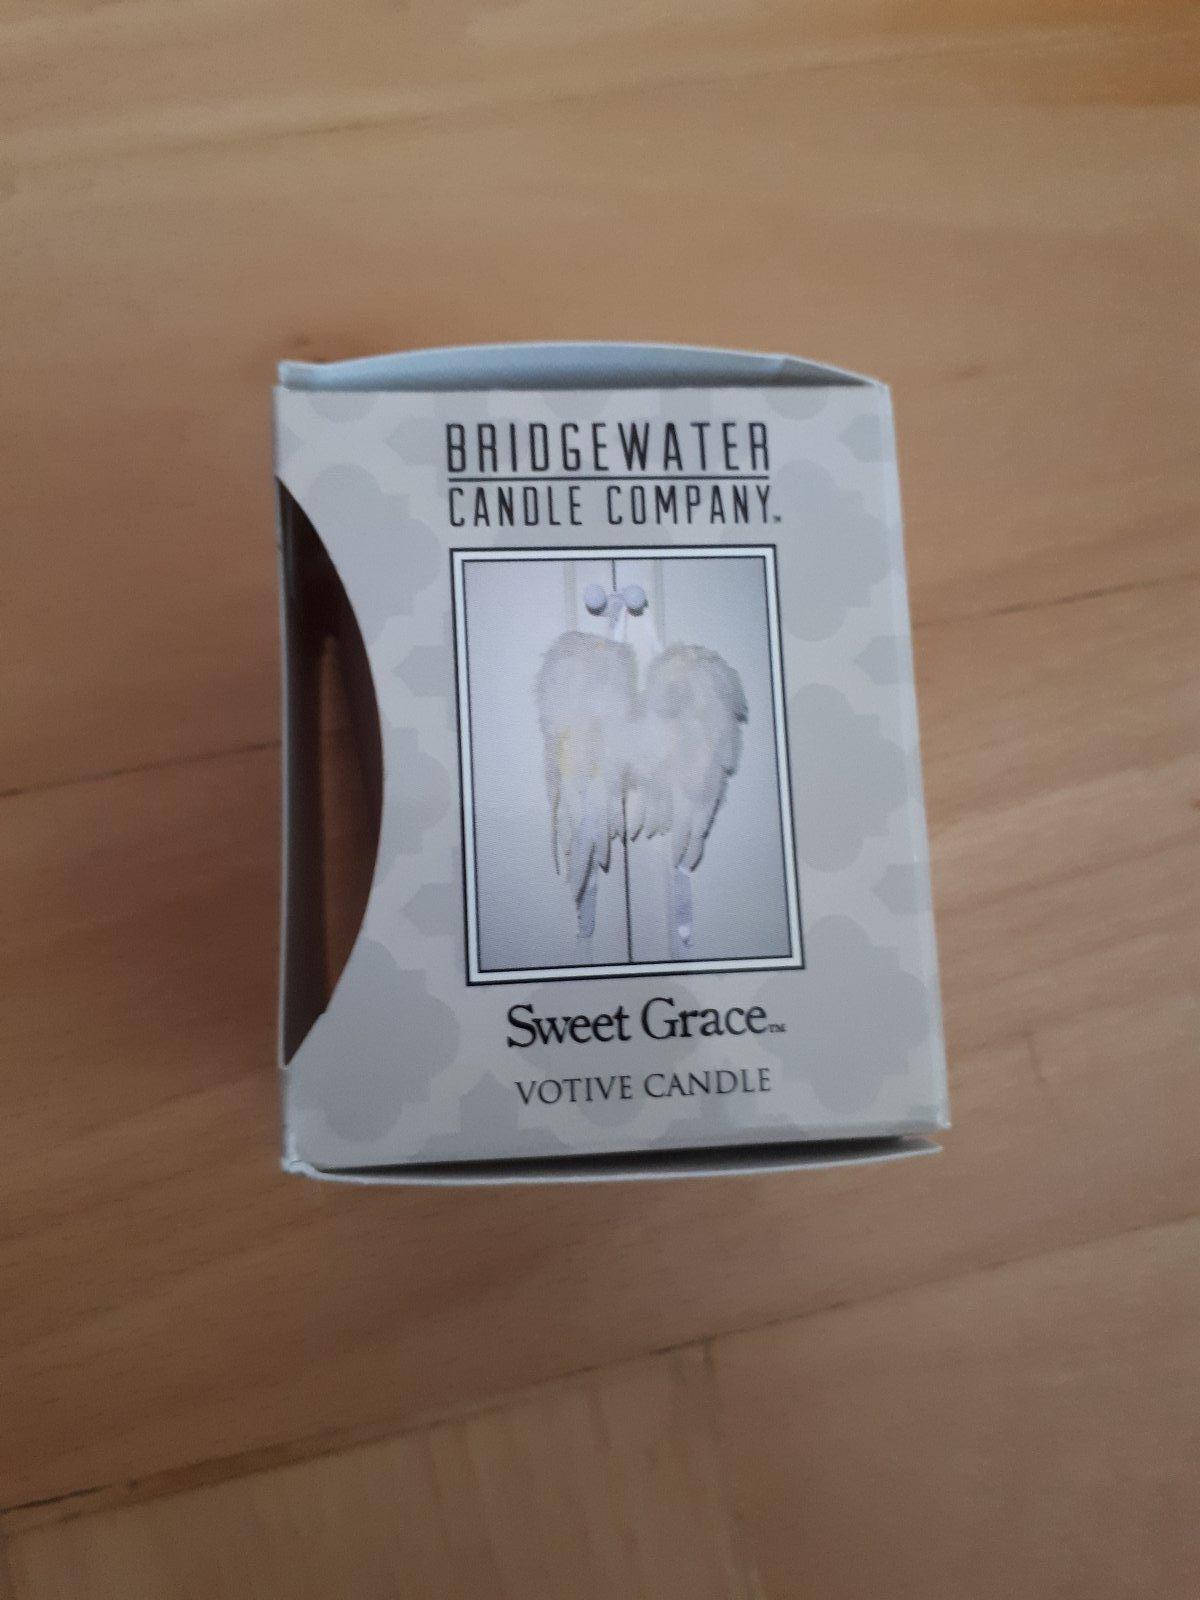 BRIDGEWATER
CANDLE COMPANY™
Sweet Grace™
VOTIVE CANDLE